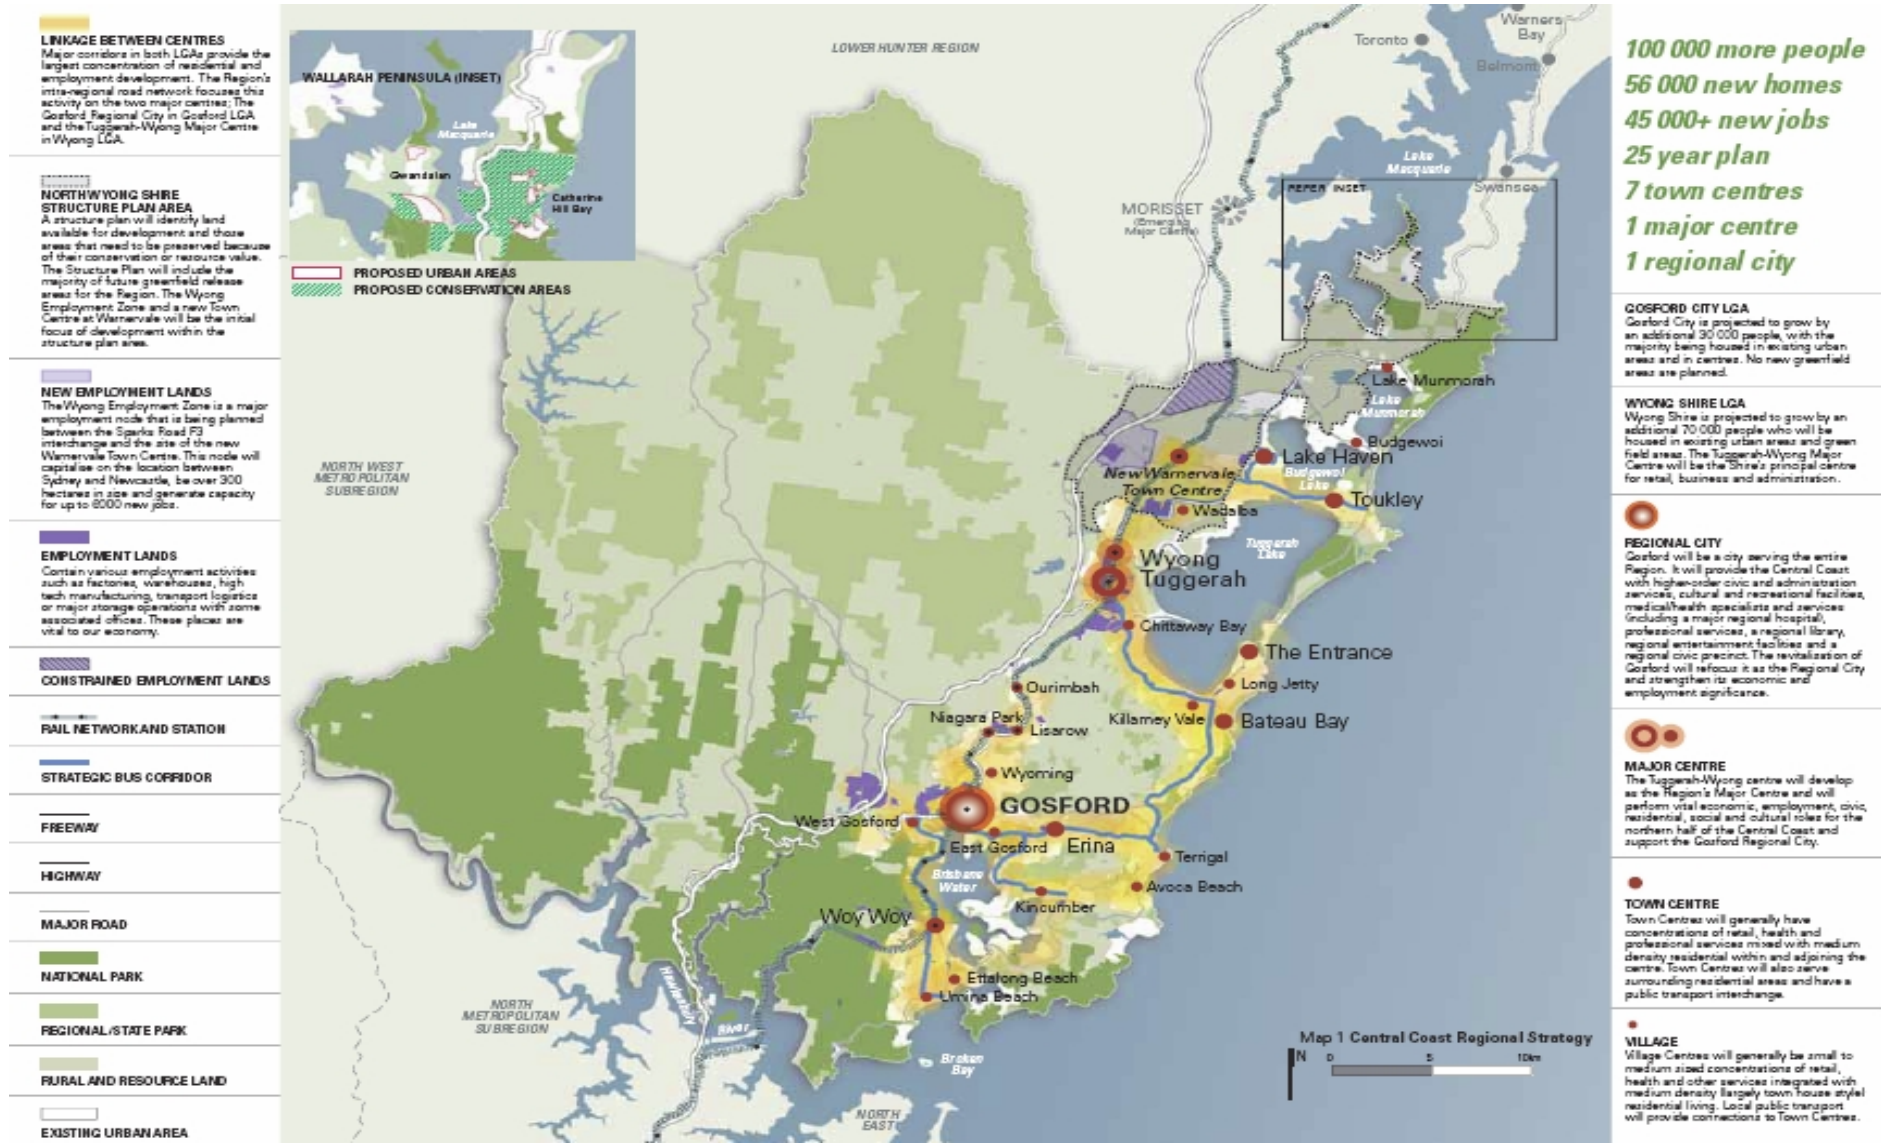 LINKAGE BETWEEN CENTRES
Major corridors in both LGAs provide the
largest concentration of residential and
employment development. The Region's
intra-regional road network focuses this
activity on the two major centres; The
Gosford Regional City in Gosford LGA
and the Tuggerah-Wyong Major Centre
in Wyong LGA.
NORTH WYONG SHIRE
STRUCTURE PLAN AREA
A structure plan will identify land
available for development and those
areas that need to be preserved because
of their conservation or resource value.
The Structure Plan will include the
majority of future greenfield release
areas for the Region. The Wyong
Employment Zone and a new Town
Centre at Warnervale will be the initial
focus of development within the
structure plan area.
NEW EMPLOYMENT LANDS
The Wyong Employment Zone is a major
employment node that is being planned
between the Sparks Road F3
interchange and the site of the new
Warnervale Town Centre. This node will
capitalise on the location between
Sydney and Newcastle, be over 300
hectares in size and generate capacity
for up to 6000 new jobs.
EMPLOYMENT LANDS
Contain various employment activities
such as factories, warehouses, high
tech manufacturing, transport logistics
or major storage operations with some
associated offices. These places are
vital to our economy.
CONSTRAINED EMPLOYMENT LANDS
RAIL NETWORK AND STATION
STRATEGIC BUS CORRIDOR
FREEWAY
HIGHWAY
MAJOR ROAD
NATIONAL PARK
REGIONAL/STATE PARK
RURAL AND RESOURCE LAND
EXISTING URBAN AREA
WALLARAH PENINSULA (INSET)
Lake
Macquarie
Gwandalan
Catherine
Hill Bay
PROPOSED URBAN AREAS
PROPOSED CONSERVATION AREAS
LOWER HUNTER REGION
Toronto
Warners
Bay
Belmont
Lake
Macquarie
Swansea
REFER INSET
MORISSET
(Emerging
Major Centre)
Lake Munmorah
Lake
Munmorah
Budgewoi
Lake Haven
Budgewoi
Lake
New Warnervale
Town Centre
Toukley
Wadalba
Tuggerah
Lake
Wyong
Tuggerah
Chittaway Bay
The Entrance
Long Jetty
Ourimbah
Niagara Park
Lisarow
Killarney Vale
Bateau Bay
Wyoming
GOSFORD
West Gosford
East Gosford
Erina
Terrigal
Brisbane
Water
Avoca Beach
Kincumber
Woy Woy
Ettalong Beach
Umina Beach
NORTH WEST
METROPOLITAN
SUBREGION
NORTH
METROPOLITAN
SUBREGION
Hawkesbury
River
Broken
Bay
NORTH
EAST
Map 1 Central Coast Regional Strategy
N 0 5 10km
100 000 more people
56 000 new homes
45 000+ new jobs
25 year plan
7 town centres
1 major centre
1 regional city
GOSFORD CITY LGA
Gosford City is projected to grow by
an additional 30 000 people, with the
majority being housed in existing urban
areas and in centres. No new greenfield
areas are planned.
WYONG SHIRE LGA
Wyong Shire is projected to grow by an
additional 70 000 people who will be
housed in existing urban areas and green
field areas. The Tuggerah-Wyong Major
Centre will be the Shire's principal centre
for retail, business and administration.
REGIONAL CITY
Gosford will be a city serving the entire
Region. It will provide the Central Coast
with higher-order civic and administration
services, cultural and recreational facilities,
medical/health specialists and services
(including a major regional hospital),
professional services, a regional library,
regional entertainment facilities and a
regional civic precinct. The revitalisation of
Gosford will refocus it as the Regional City
and strengthen its economic and
employment significance.
MAJOR CENTRE
The Tuggerah-Wyong centre will develop
as the Region's Major Centre and will
perform vital economic, employment, civic,
residential, social and cultural roles for the
northern half of the Central Coast and
support the Gosford Regional City.
TOWN CENTRE
Town Centres will generally have
concentrations of retail, health and
professional services mixed with medium
density residential within and adjoining the
centre. Town Centres will also serve
surrounding residential areas and have a
public transport interchange.
VILLAGE
Village Centres will generally be small to
medium sized concentrations of retail,
health and other services integrated with
medium density (largely town house style)
residential living. Local public transport
will provide connections to Town Centres.